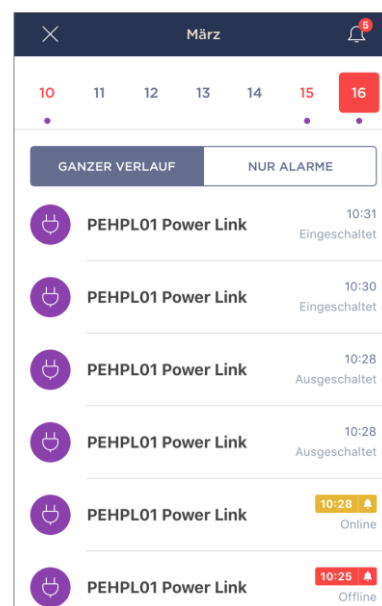 März
5
10 11 12 13 14 15 16
GANZER VERLAUF NUR ALARME
10:31
PEHPL01 Power Link
Eingeschaltet
10:30
PEHPL01 Power Link
Eingeschaltet
10:28
PEHPL01 Power Link
Ausgeschaltet
10:28
PEHPL01 Power Link
Ausgeschaltet
10:28
PEHPL01 Power Link
Online
10:25
PEHPL01 Power Link
Offline